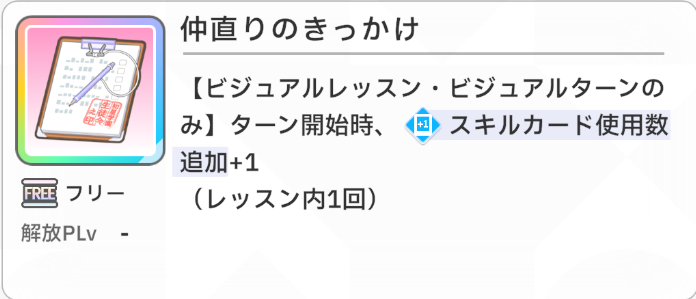 仲直りのきっかけ
【ビジュアルレッスン・ビジュアルターンの
み】ターン開始時、 +1 スキルカード使用数
追加+1
（レッスン内1回）
FREE フリー
解放PLv -